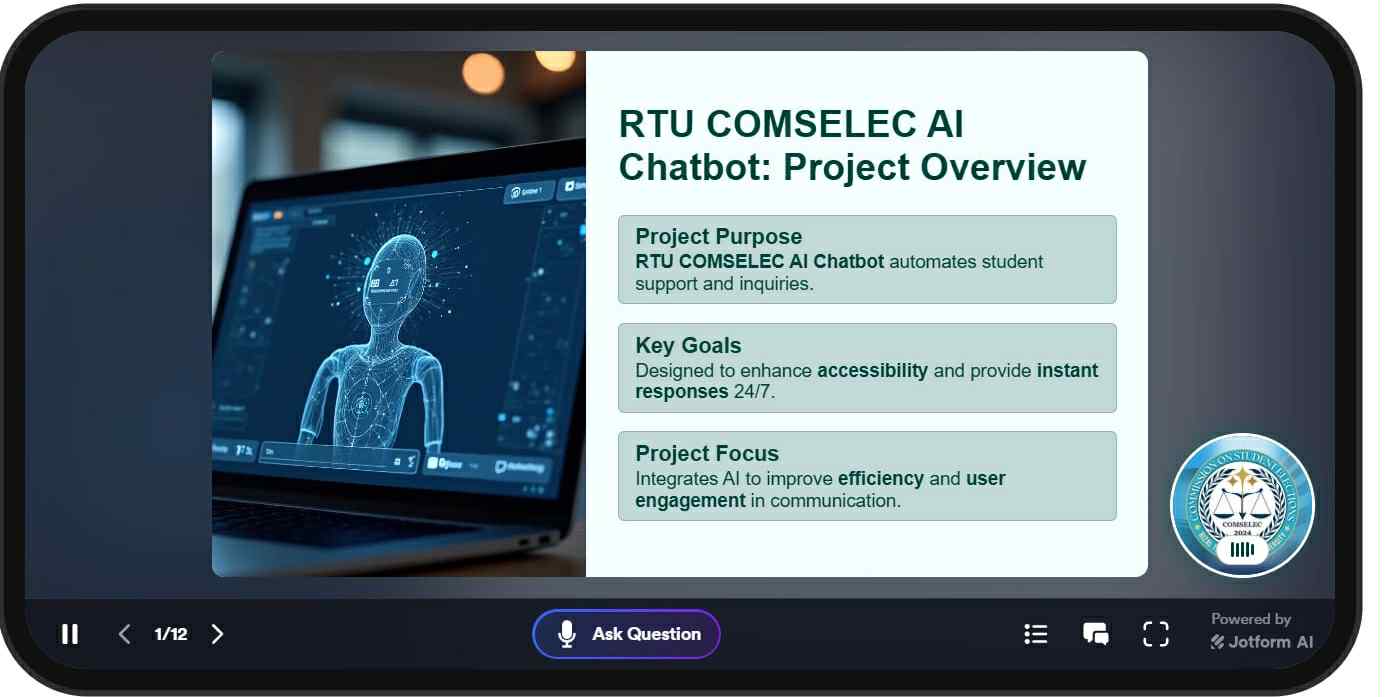 RTU COMSELEC AI
Chatbot: Project Overview
Project Purpose
RTU COMSELEC AI Chatbot automates student
support and inquiries.
Key Goals
Designed to enhance accessibility and provide instant
responses 24/7.
Project Focus
Integrates AI to improve efficiency and user
engagement in communication.
COMMISSION ON STUDENT ELECTIONS
COMSELEC
2024
1/12
Ask Question
Powered by
Jotform AI